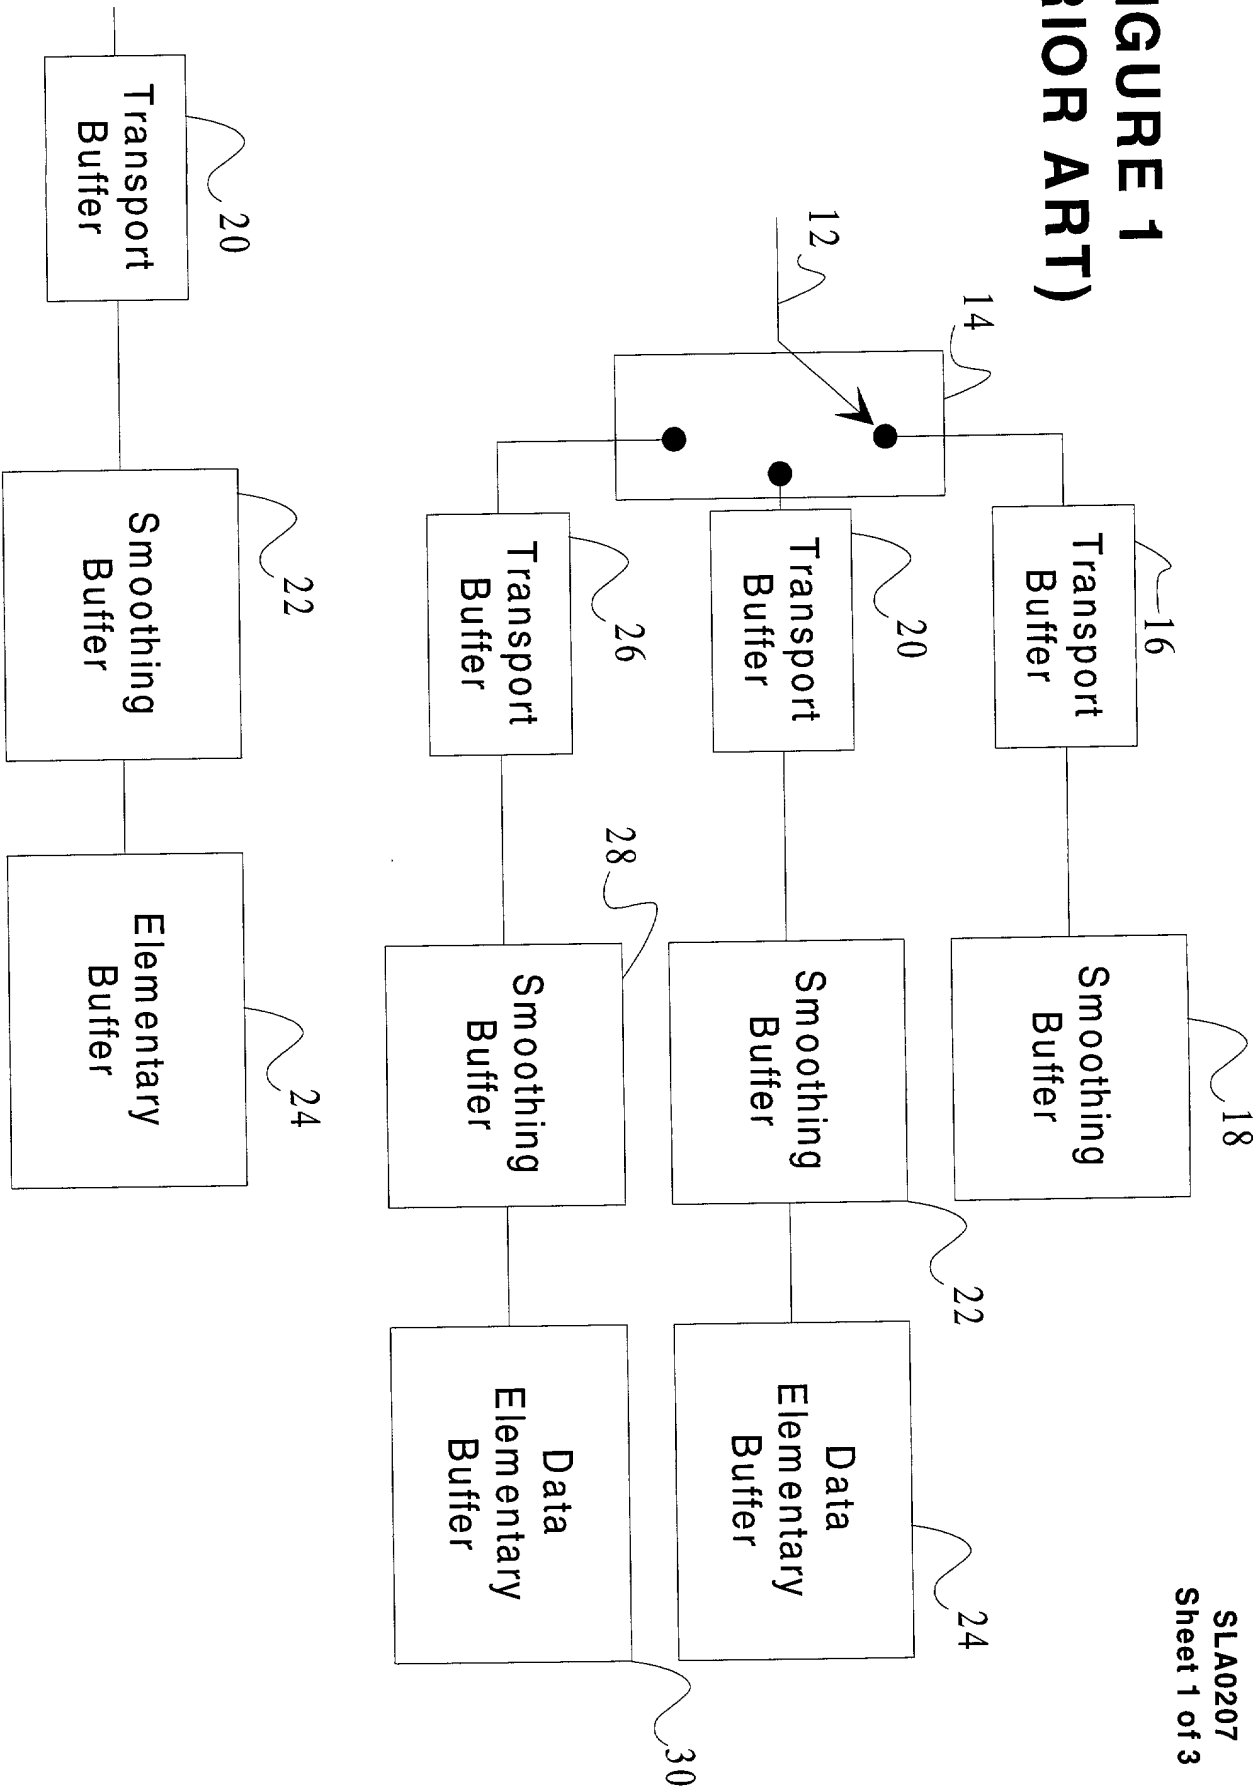 SLA0207
Sheet 1 of 3
IGURE 1
RIOR ART)
14
16
Transport
Buffer
18
Smoothing
Buffer
12
20
Transport
Buffer
22
Smoothing
Buffer
24
Data
Elementary
Buffer
26
Transport
Buffer
28
Smoothing
Buffer
30
Data
Elementary
Buffer
20
Transport
Buffer
22
Smoothing
Buffer
24
Elementary
Buffer